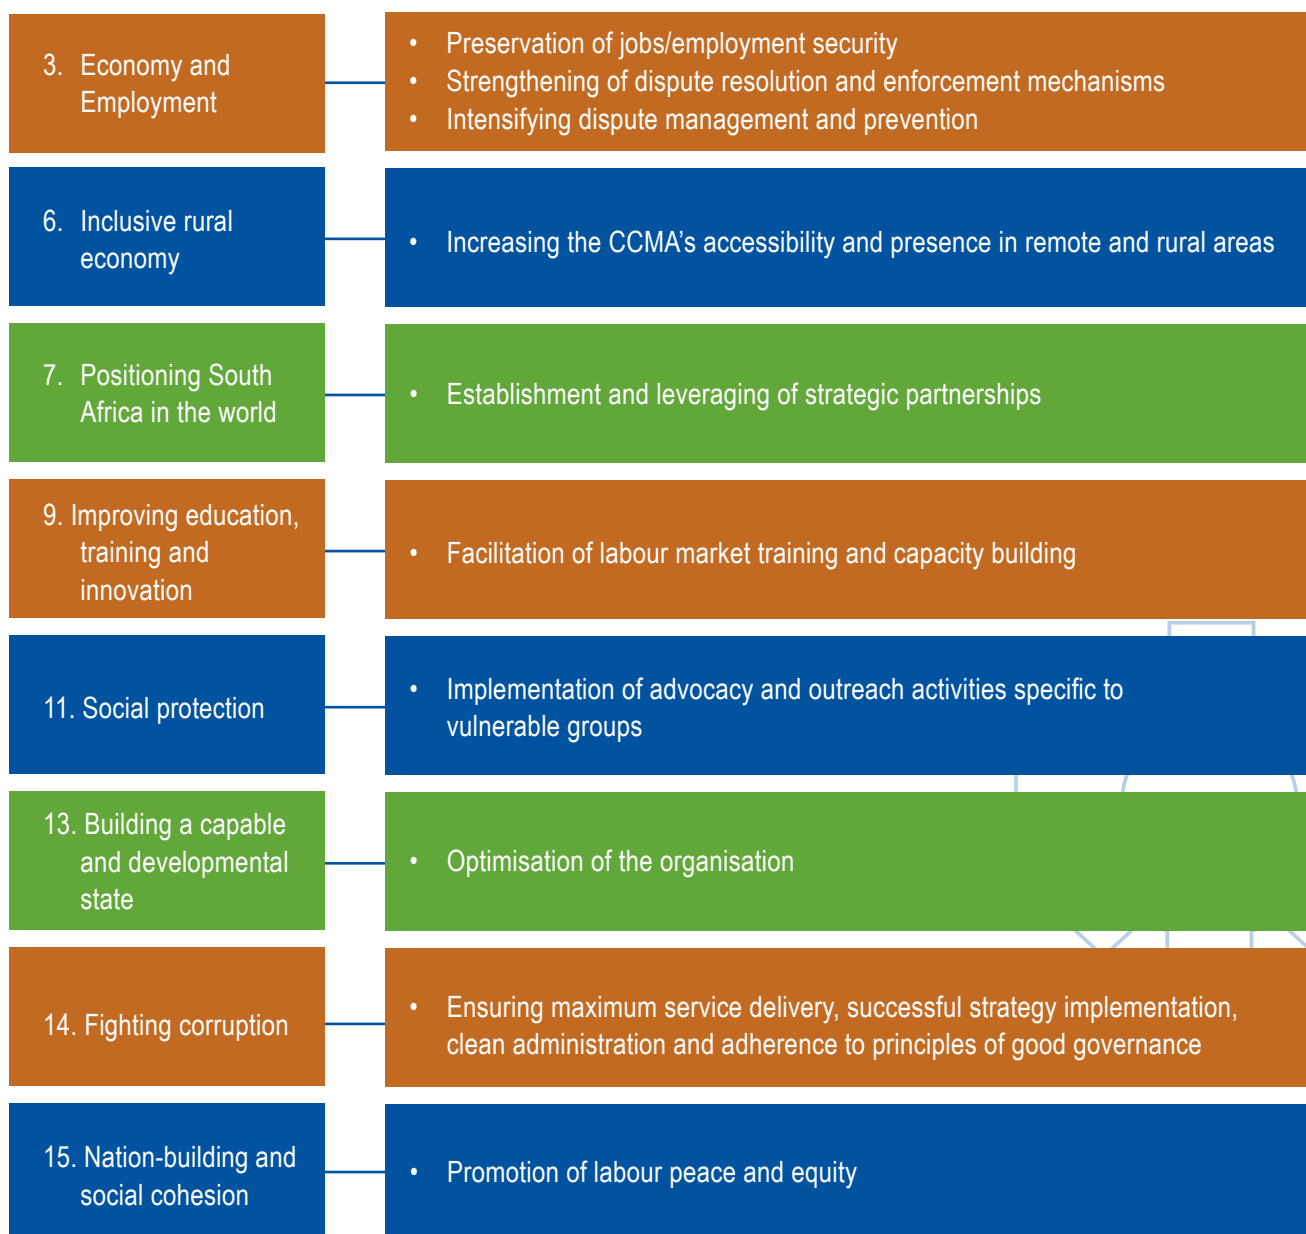 3. Economy and
Employment
• Preservation of jobs/employment security
• Strengthening of dispute resolution and enforcement mechanisms
• Intensifying dispute management and prevention
6. Inclusive rural
economy
• Increasing the CCMA’s accessibility and presence in remote and rural areas
7. Positioning South
Africa in the world
• Establishment and leveraging of strategic partnerships
9. Improving education,
training and
innovation
• Facilitation of labour market training and capacity building
11. Social protection
• Implementation of advocacy and outreach activities specific to
vulnerable groups
13. Building a capable
and developmental
state
• Optimisation of the organisation
14. Fighting corruption
• Ensuring maximum service delivery, successful strategy implementation,
clean administration and adherence to principles of good governance
15. Nation-building and
social cohesion
• Promotion of labour peace and equity